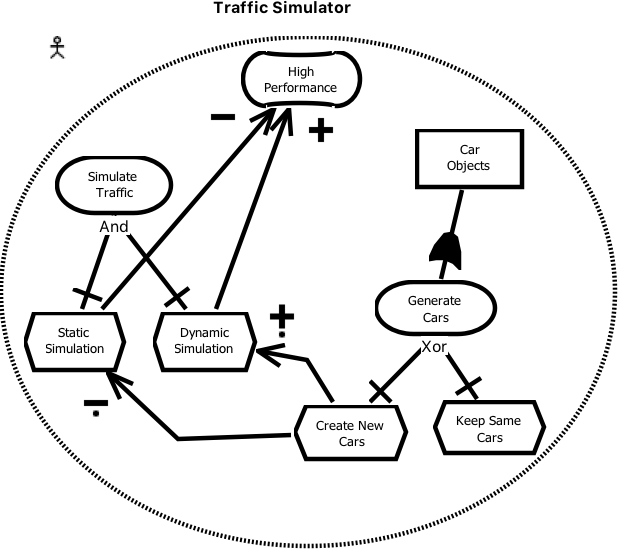 Traffic Simulator
High
Performance
Car
Objects
Simulate
Traffic
And
Generate
Cars
Static
Simulation
Dynamic
Simulation
Xor
Create New
Cars
Keep Same
Cars